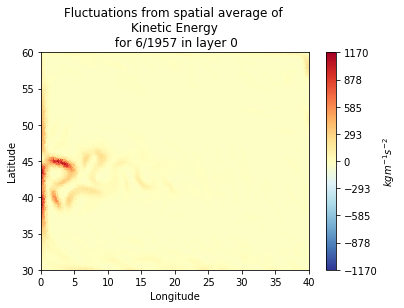 Fluctuations from spatial average of
Kinetic Energy
for 6/1957 in layer 0
60
55
50
45
40
35
30
Latitude
0 5 10 15 20 25 30 35 40
Longitude
1170
878
585
293
0
−293
−585
−878
−1170
kgm⁻¹s⁻²